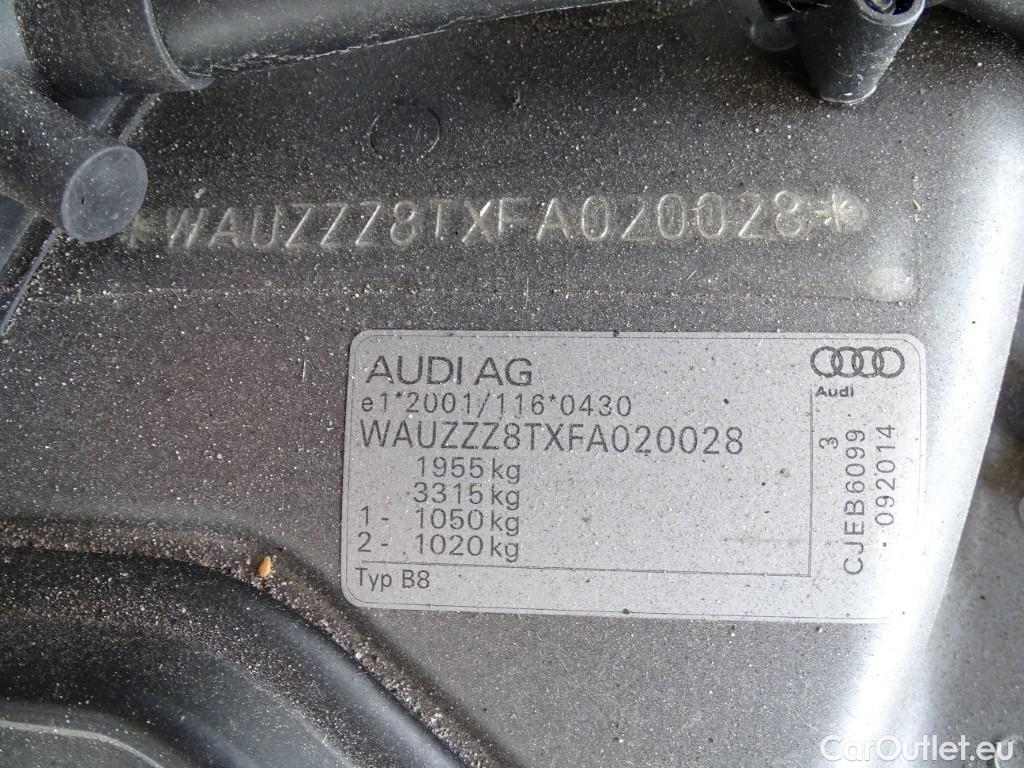 *WAUZZZ8TXFA020028*
AUDI AG
Audi
e1*2001/116*0430
WAUZZZ8TXFA020028
1955 kg
3315 kg
1- 1050 kg
2- 1020 kg
Typ B8
3
CJEB6099
092014
CarOutlet.eu